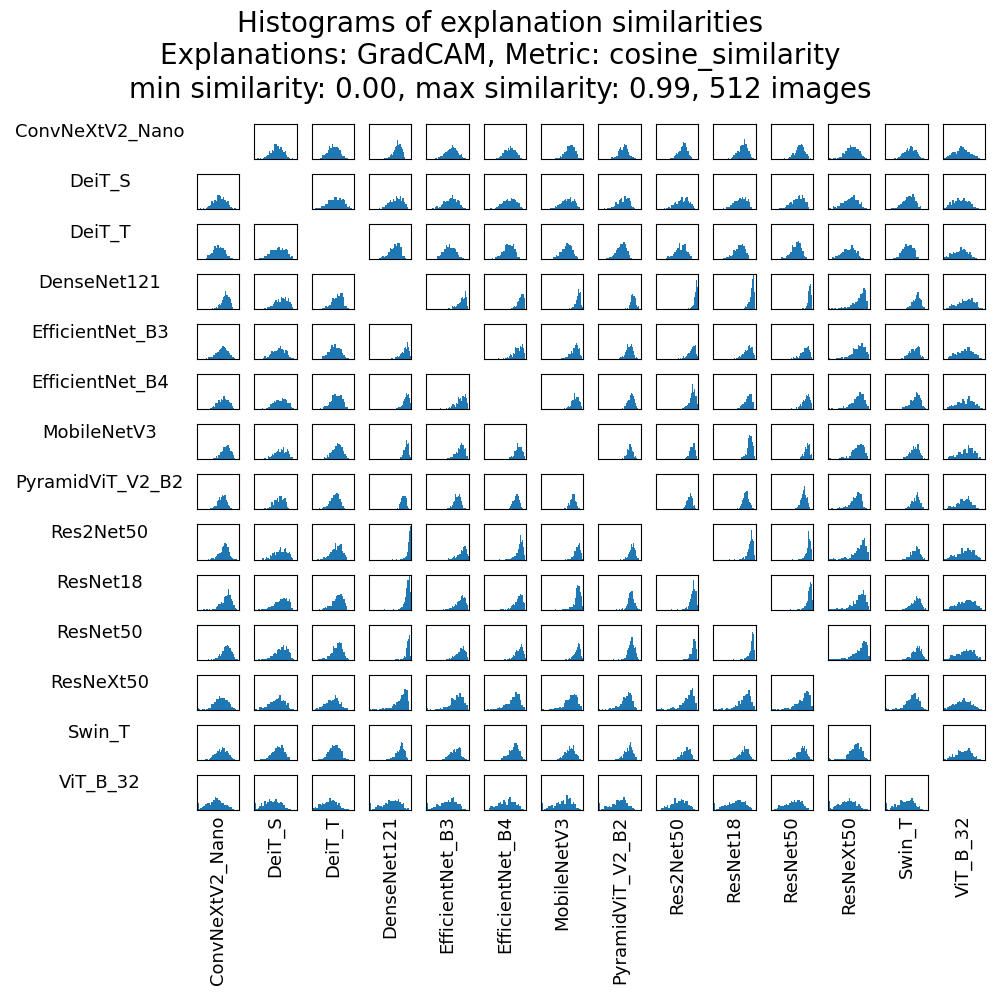 Histograms of explanation similarities
Explanations: GradCAM, Metric: cosine_similarity
min similarity: 0.00, max similarity: 0.99, 512 images
ConvNeXtV2_Nano
DeiT_S
DeiT_T
DenseNet121
EfficientNet_B3
EfficientNet_B4
MobileNetV3
PyramidViT_V2_B2
Res2Net50
ResNet18
ResNet50
ResNeXt50
Swin_T
ViT_B_32
ConvNeXtV2_Nano
DeiT_S
DeiT_T
DenseNet121
EfficientNet_B3
EfficientNet_B4
MobileNetV3
PyramidViT_V2_B2
Res2Net50
ResNet18
ResNet50
ResNeXt50
Swin_T
ViT_B_32